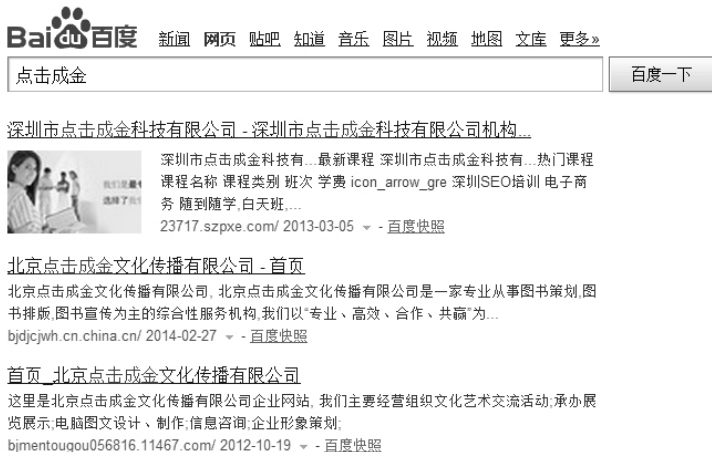 Bai du 百度 新闻 网页 贴吧 知道 音乐 图片 视频 地图 文库 更多»
点击成金 百度一下
深圳市点击成金科技有限公司 - 深圳市点击成金科技有限公司机构...
深圳市点击成金科技有...最新课程 深圳市点击成金科技有...热门课程
课程名称 课程类别 班次 学费 icon_arrow_gre 深圳SEO培训 电子商
务 随到随学,白天班,...
23717.szpxe.com/ 2013-03-05 - 百度快照
北京点击成金文化传播有限公司 - 首页
北京点击成金文化传播有限公司, 北京点击成金文化传播有限公司是一家专业从事图书策划,图
书排版,图书宣传为主的综合性服务机构,我们以“专业、高效、合作、共赢”为...
bjdjcjwh.cn.china.cn/ 2014-02-27 - 百度快照
首页_北京点击成金文化传播有限公司
这里是北京点击成金文化传播有限公司企业网站, 我们主要经营组织文化艺术交流活动;承办展
览展示;电脑图文设计、制作;信息咨询;企业形象策划;
bjmentougou056816.11467.com/ 2012-10-19 - 百度快照